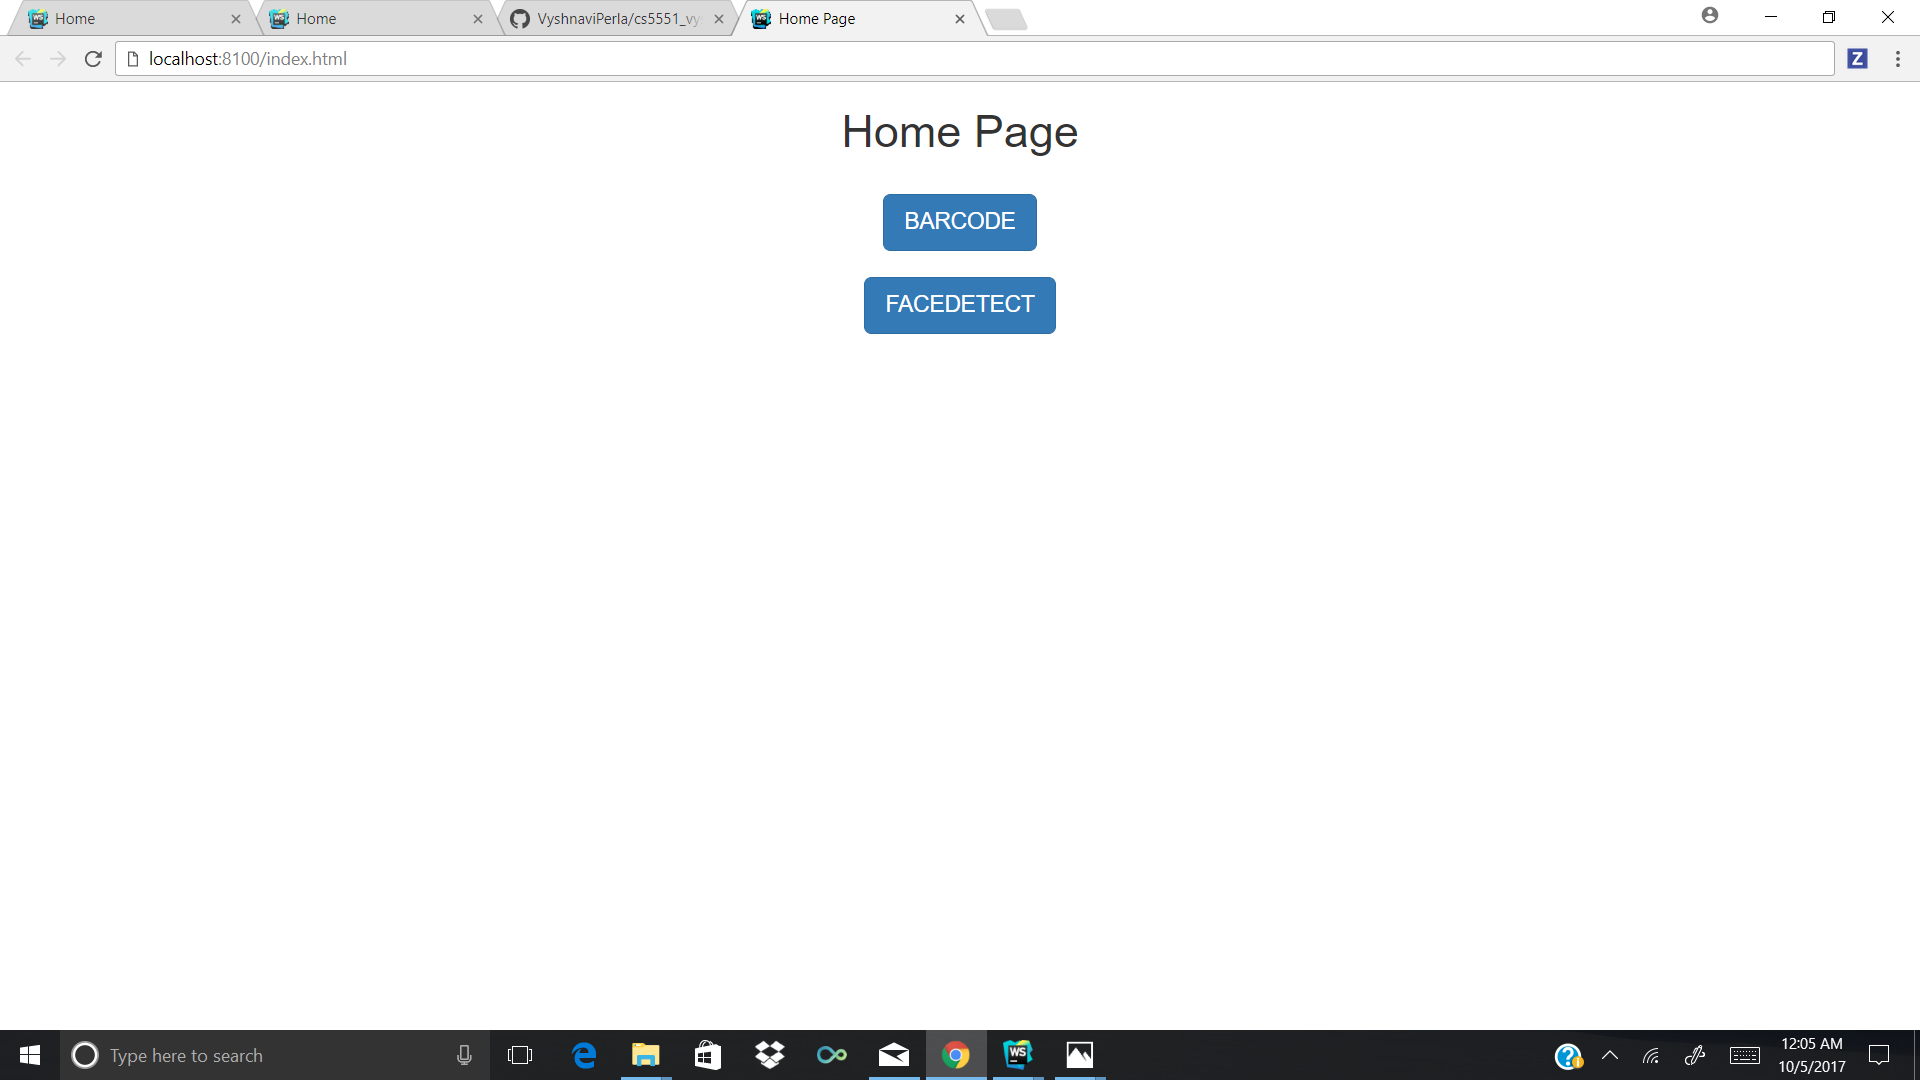 Home
Home
VyshnaviPerla/cs5551_vy
Home Page
localhost:8100/index.html
Z
Home Page
BARCODE
FACEDETECT
Type here to search
WS
12:05 AM
10/5/2017